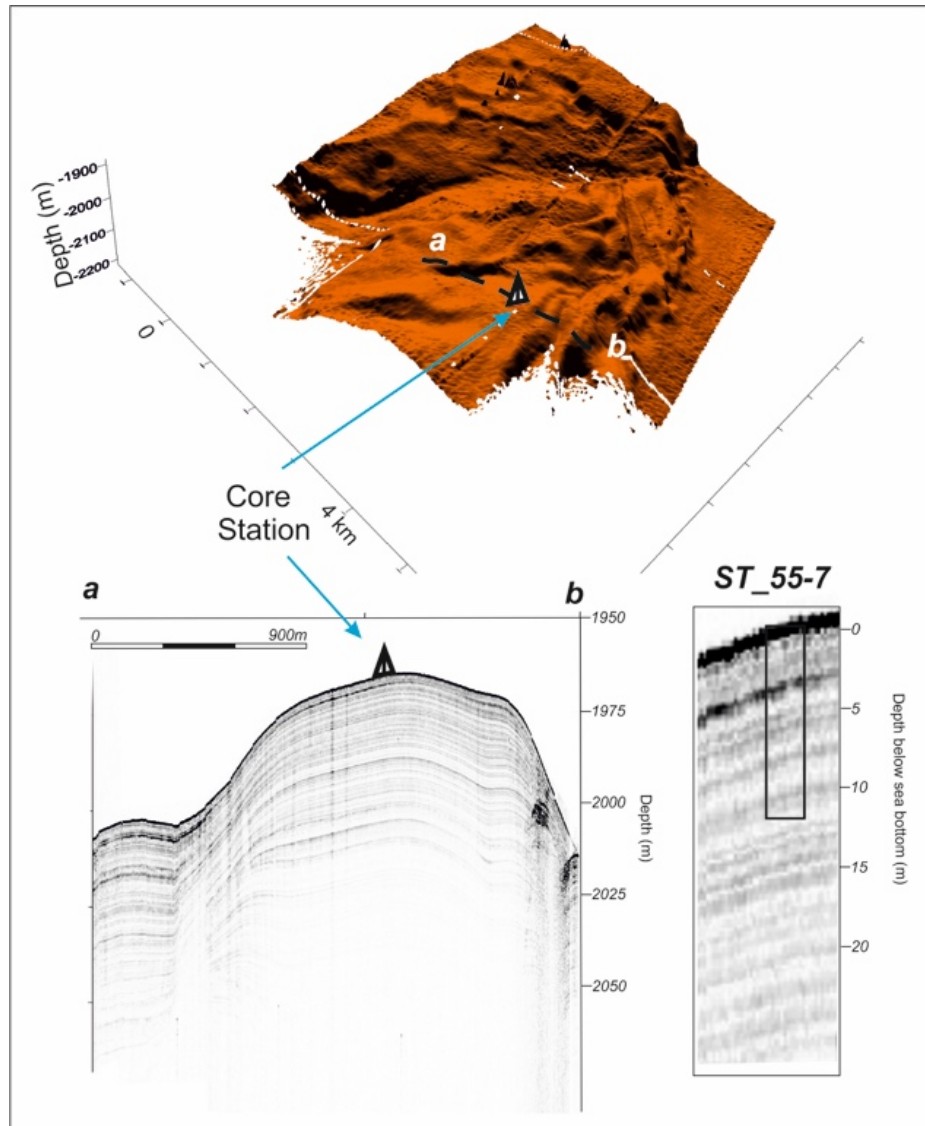 -1900
-2000
-2100
-2200
Depth (m)
0
4 km
a
b
Core
Station
a
b
0
900m
1950
1975
2000
2025
2050
Depth (m)
ST_55-7
0
5
10
15
20
Depth below sea bottom (m)